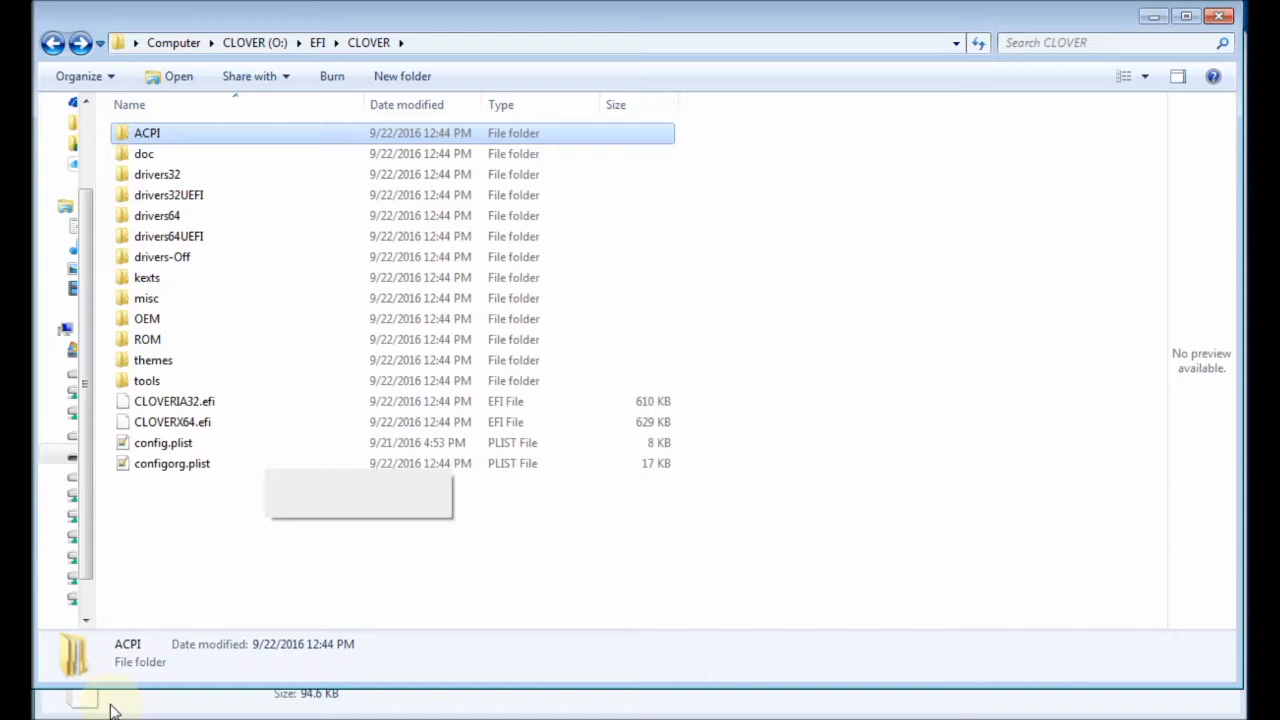 Computer CLOVER (O:) EFI CLOVER Search CLOVER
Organize Open Share with Burn New folder
Name Date modified Type Size
ACPI 9/22/2016 12:44 PM File folder
doc 9/22/2016 12:44 PM File folder
drivers32 9/22/2016 12:44 PM File folder
drivers32UEFI 9/22/2016 12:44 PM File folder
drivers64 9/22/2016 12:44 PM File folder
drivers64UEFI 9/22/2016 12:44 PM File folder
drivers-Off 9/22/2016 12:44 PM File folder
kexts 9/22/2016 12:44 PM File folder
misc 9/22/2016 12:44 PM File folder
OEM 9/22/2016 12:44 PM File folder
ROM 9/22/2016 12:44 PM File folder
No preview
available.
themes 9/22/2016 12:44 PM File folder
tools 9/22/2016 12:44 PM File folder
CLOVERIA32.efi 9/22/2016 12:44 PM EFI File 610 KB
CLOVERX64.efi 9/22/2016 12:44 PM EFI File 629 KB
config.plist 9/21/2016 4:53 PM PLIST File 8 KB
configorg.plist 9/22/2016 12:44 PM PLIST File 17 KB
ACPI Date modified: 9/22/2016 12:44 PM
File folder
Size: 94.6 KB